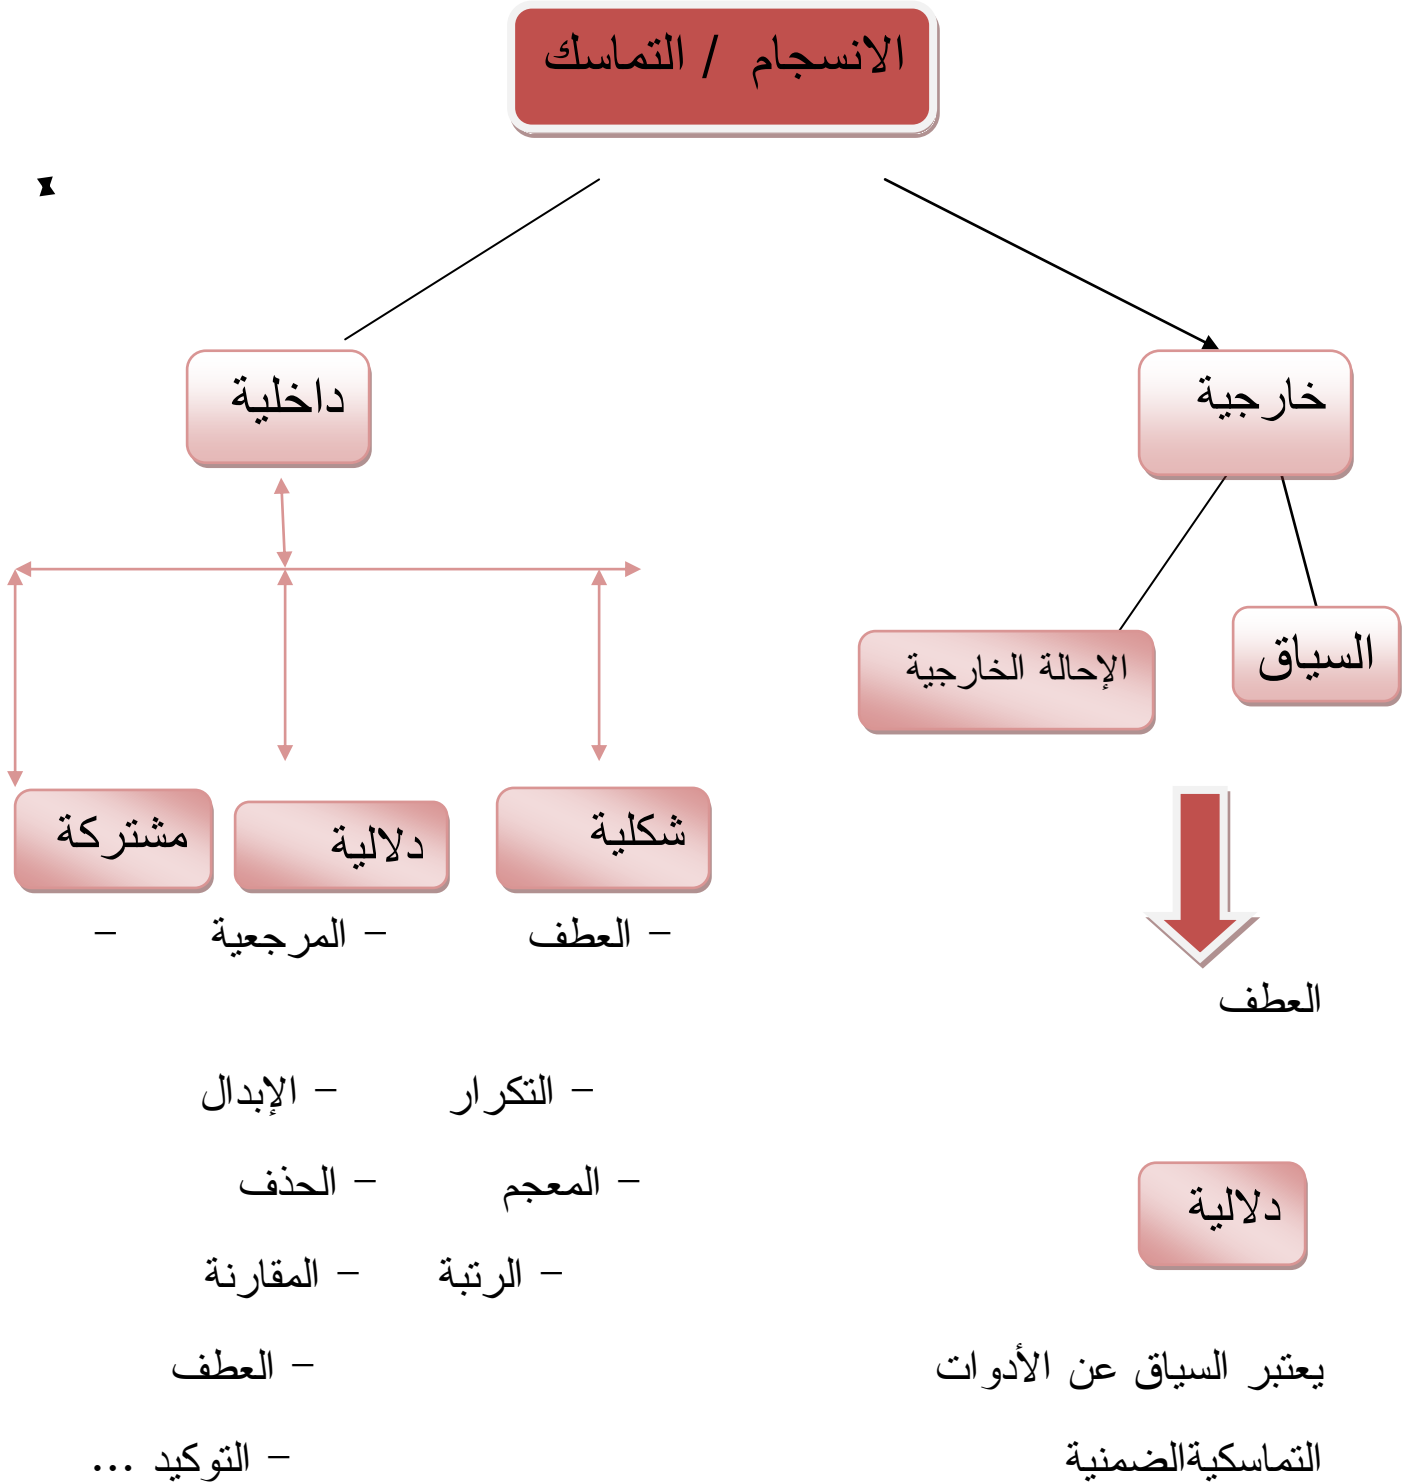 الانسجام / التماسك
خارجية
داخلية
السياق
الإحالة الخارجية
شكلية
دلالية
مشتركة
- العطف - المرجعية -
العطف
- التكرار - الإبدال
- المعجم - الحذف
دلالية
- الرتبة - المقارنة
يعتبر السياق عن الأدوات
- العطف
التماسكيةالضمنية
- التوكيد ...